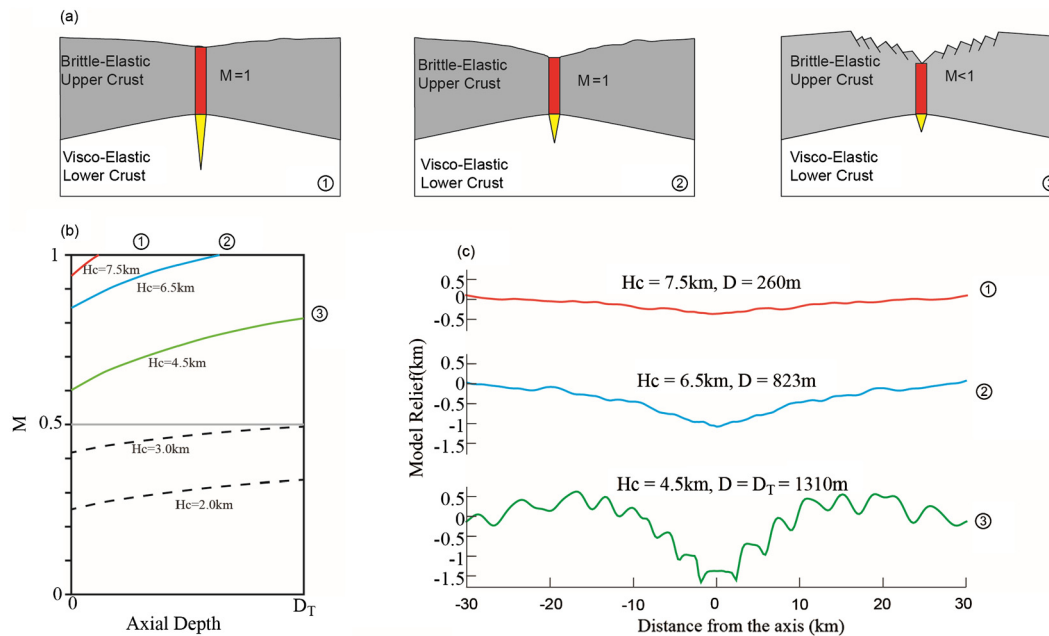 (a)
Brittle-Elastic
Upper Crust
M=1
Visco-Elastic
Lower Crust
①
Brittle-Elastic
Upper Crust
M=1
Visco-Elastic
Lower Crust
②
Brittle-Elastic
Upper Crust
M<1
Visco-Elastic
Lower Crust
③
(b)
① ②
1
Hc=7.5km
Hc=6.5km
③
Hc=4.5km
M
0.5
Hc=3.0km
Hc=2.0km
0
0 DT
Axial Depth
(c)
Model Relief(km)
0.5
0
-0.5
Hc = 7.5km, D = 260m
①
0.5
0
-0.5
-1
-1.5
Hc = 6.5km, D = 823m
②
Hc = 4.5km, D = DT = 1310m
0.5
0
-0.5
-1
-1.5
③
-30 -20 -10 0 10 20 30
Distance from the axis (km)